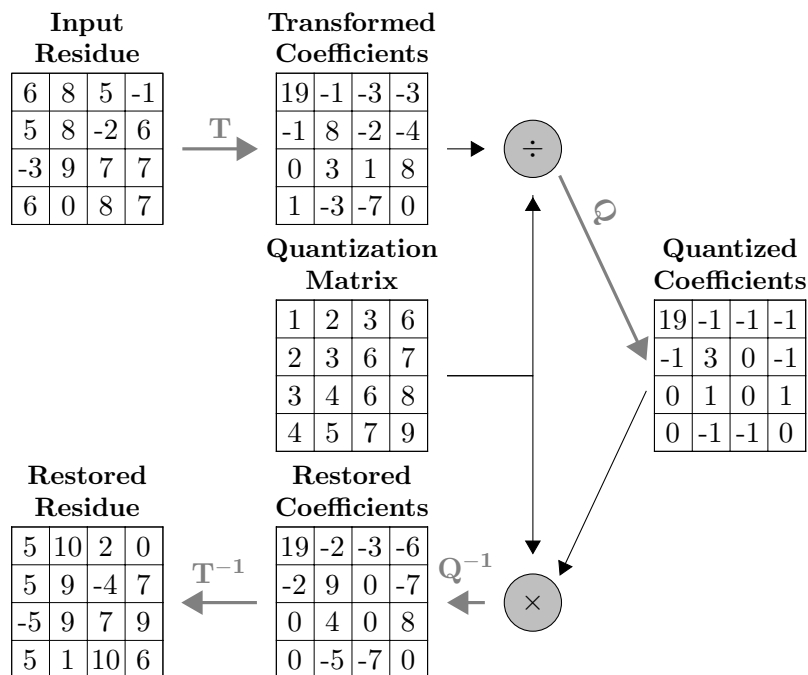 Input
Residue
6 8 5 -1
5 8 -2 6
-3 9 7 7
6 0 8 7
T
Transformed
Coefficients
19 -1 -3 -3
-1 8 -2 -4
0 3 1 8
1 -3 -7 0
÷
Q
Quantization
Matrix
1 2 3 6
2 3 6 7
3 4 6 8
4 5 7 9
Quantized
Coefficients
19 -1 -1 -1
-1 3 0 -1
0 1 0 1
0 -1 -1 0
Restored
Residue
5 10 2 0
5 9 -4 7
-5 9 7 9
5 1 10 6
T⁻¹
Restored
Coefficients
19 -2 -3 -6
-2 9 0 -7
0 4 0 8
0 -5 -7 0
Q⁻¹
×